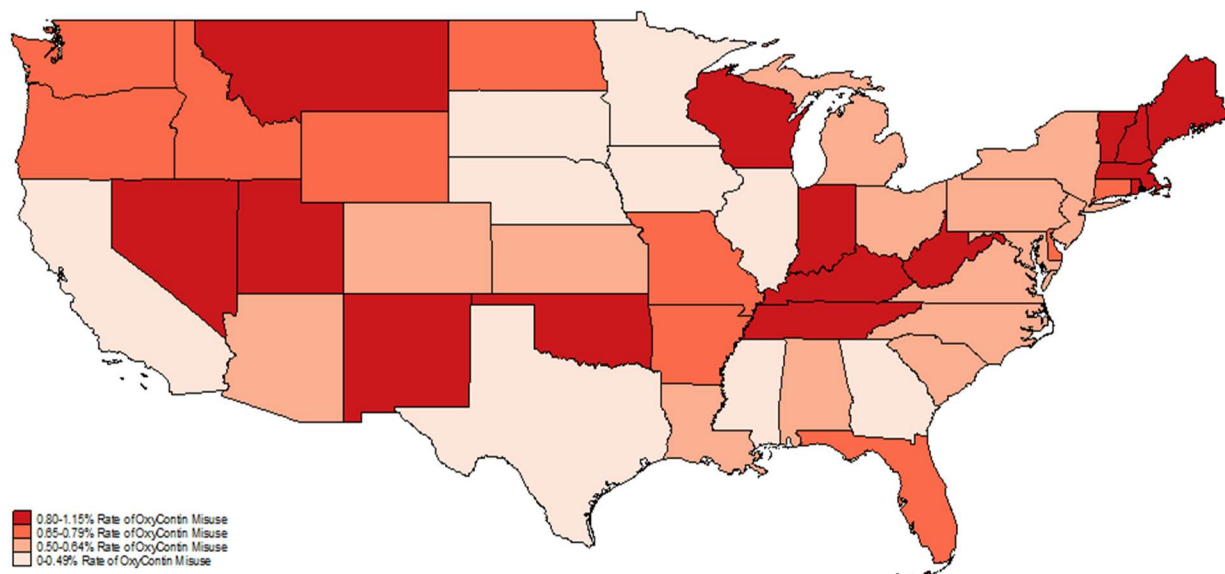 0.80-1.15% Rate of OxyContin Misuse
0.65-0.79% Rate of OxyContin Misuse
0.50-0.64% Rate of OxyContin Misuse
0-0.49% Rate of OxyContin Misuse